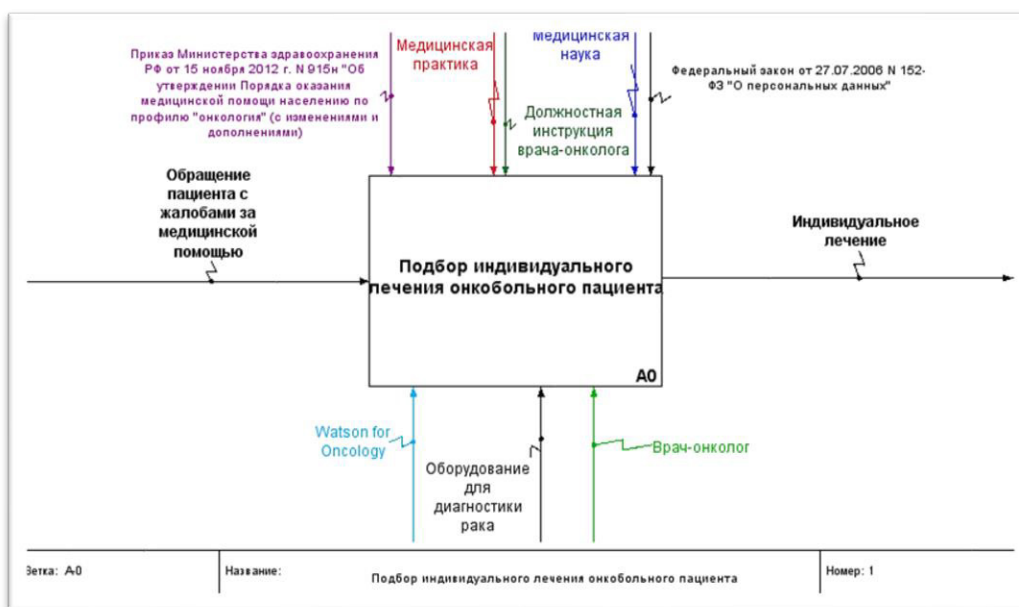 Приказ Министерства здравоохранения
РФ от 15 ноября 2012 г. N 915н "Об
утверждении Порядка оказания
медицинской помощи населению по
профилю "онкология" (с изменениями и
дополнениями)
Медицинская
практика
Должностная
инструкция
врача-онколога
Медицинская
наука
Федеральный закон от 27.07.2006 N 152-
ФЗ "О персональных данных"
Обращение
пациента с
жалобами за
медицинской
помощью
Подбор индивидуального
лечения онкобольного пациента
A0
Индивидуальное
лечение
Watson for
Oncology
Оборудование
для
диагностики
рака
Врач-онколог
Ветка: A-0
Название:
Подбор индивидуального лечения онкобольного пациента
Номер: 1